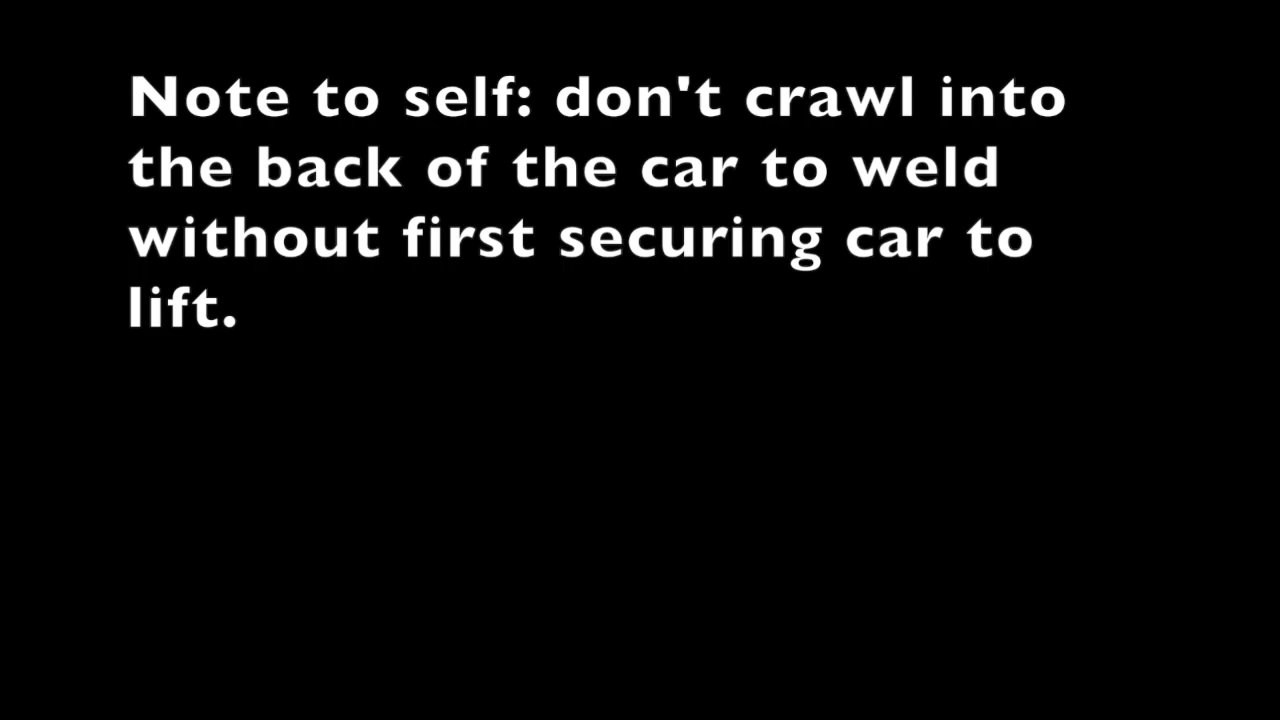 Note to self: don't crawl into
the back of the car to weld
without first securing car to
lift.